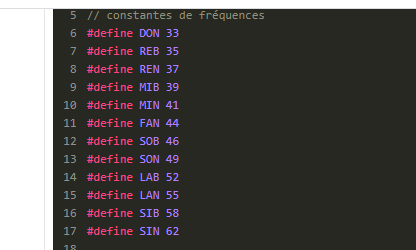 5 // constantes de fréquences
6 #define DON 33
7 #define REB 35
8 #define REN 37
9 #define MIB 39
10 #define MIN 41
11 #define FAN 44
12 #define SOB 46
13 #define SON 49
14 #define LAB 52
15 #define LAN 55
16 #define SIB 58
17 #define SIN 62
18